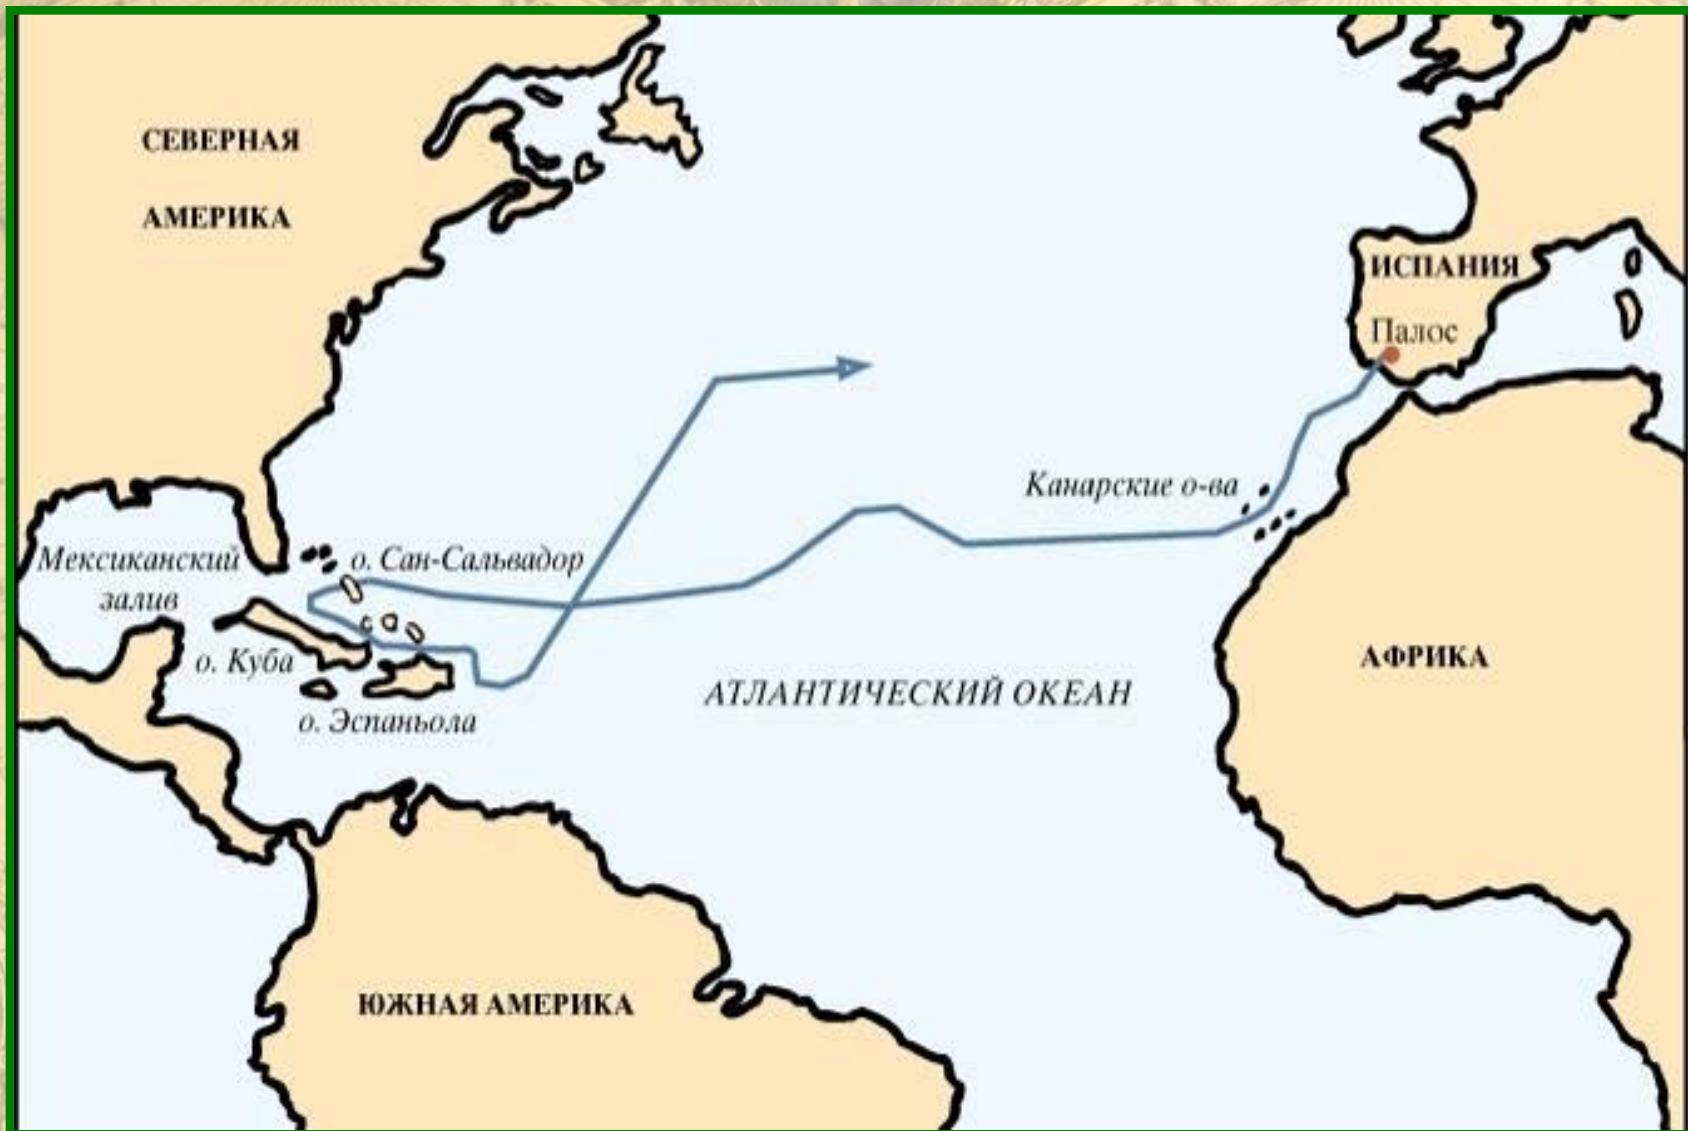 СЕВЕРНАЯ
АМЕРИКА
ИСПАНИЯ
Палос
Канарские о-ва
Мексиканский
залив
о. Сан-Сальвадор
о. Куба
о. Эспаньола
АТЛАНТИЧЕСКИЙ ОКЕАН
АФРИКА
ЮЖНАЯ АМЕРИКА